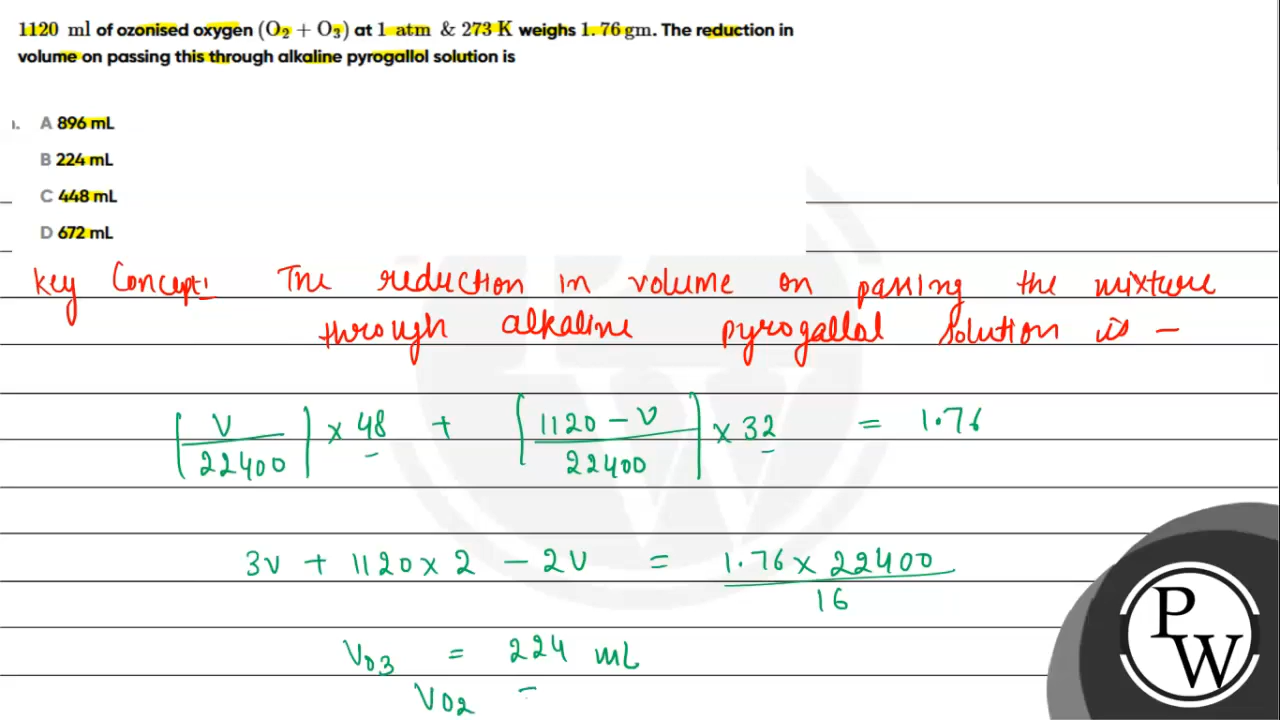 1120 ml of ozonised oxygen (O₂ + O₃) at 1 atm & 273 K weighs 1.76 gm. The reduction in
volume on passing this through alkaline pyrogallol solution is
A 896 mL
B 224 mL
C 448 mL
D 672 mL
Key Concept: The reduction in volume on passing the mixture
through alkaline pyrogallol solution is –
[V/22400] × 48 + [1120 – V/22400] × 32 = 1.76
3V + 1120 × 2 – 2V = 1.76 × 22400/16
V₀₃ = 224 mL
V₀₂ =
PW